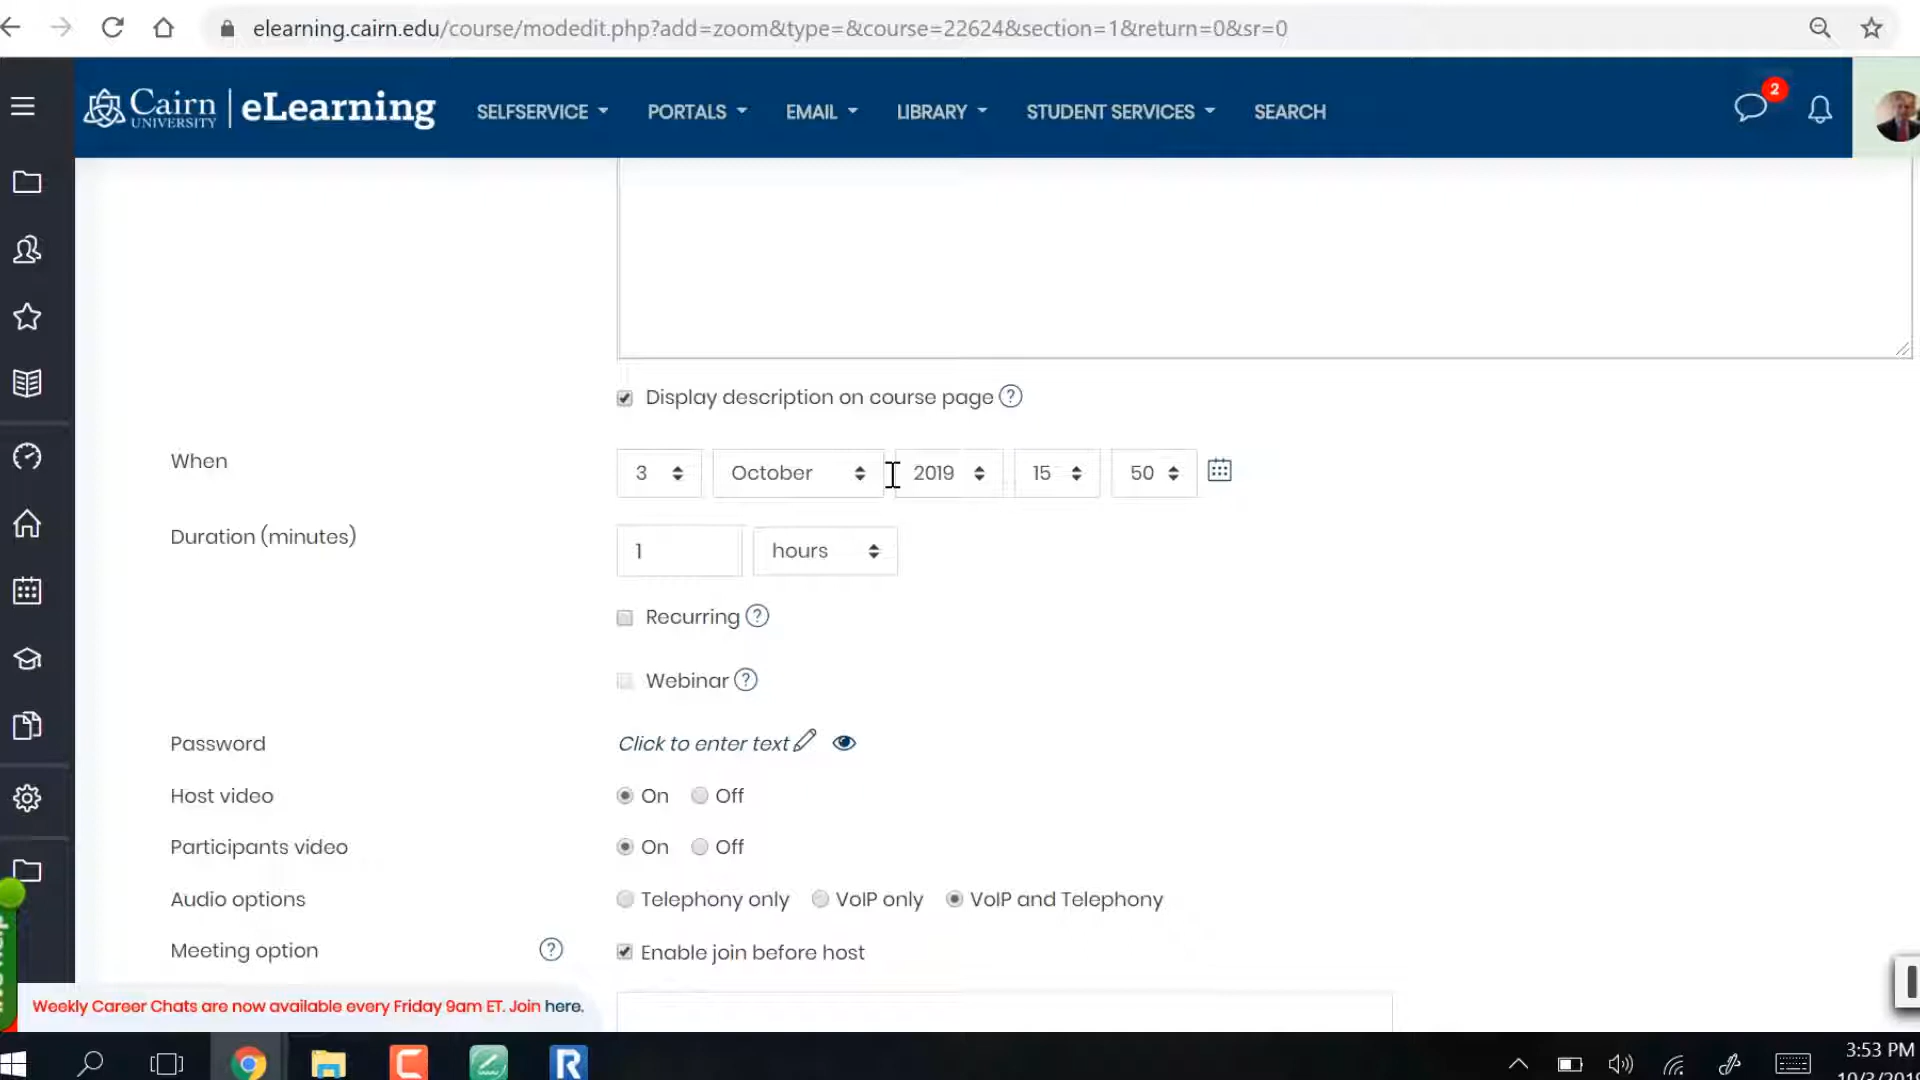 elearning.cairn.edu/course/modedit.php?add=zoom&type=&course=22624&section=1&return=0&sr=0
Cairn UNIVERSITY | eLearning SELFSERVICE PORTALS EMAIL LIBRARY STUDENT SERVICES SEARCH 2
Display description on course page ?
When 3 October 2019 15 50
Duration (minutes) 1 hours
Recurring ?
Webinar ?
Password Click to enter text
Host video On Off
Participants video On Off
Audio options Telephony only VoIP only VoIP and Telephony
Meeting option ? Enable join before host
Weekly Career Chats are now available every Friday 9am ET. Join here.
3:53 PM